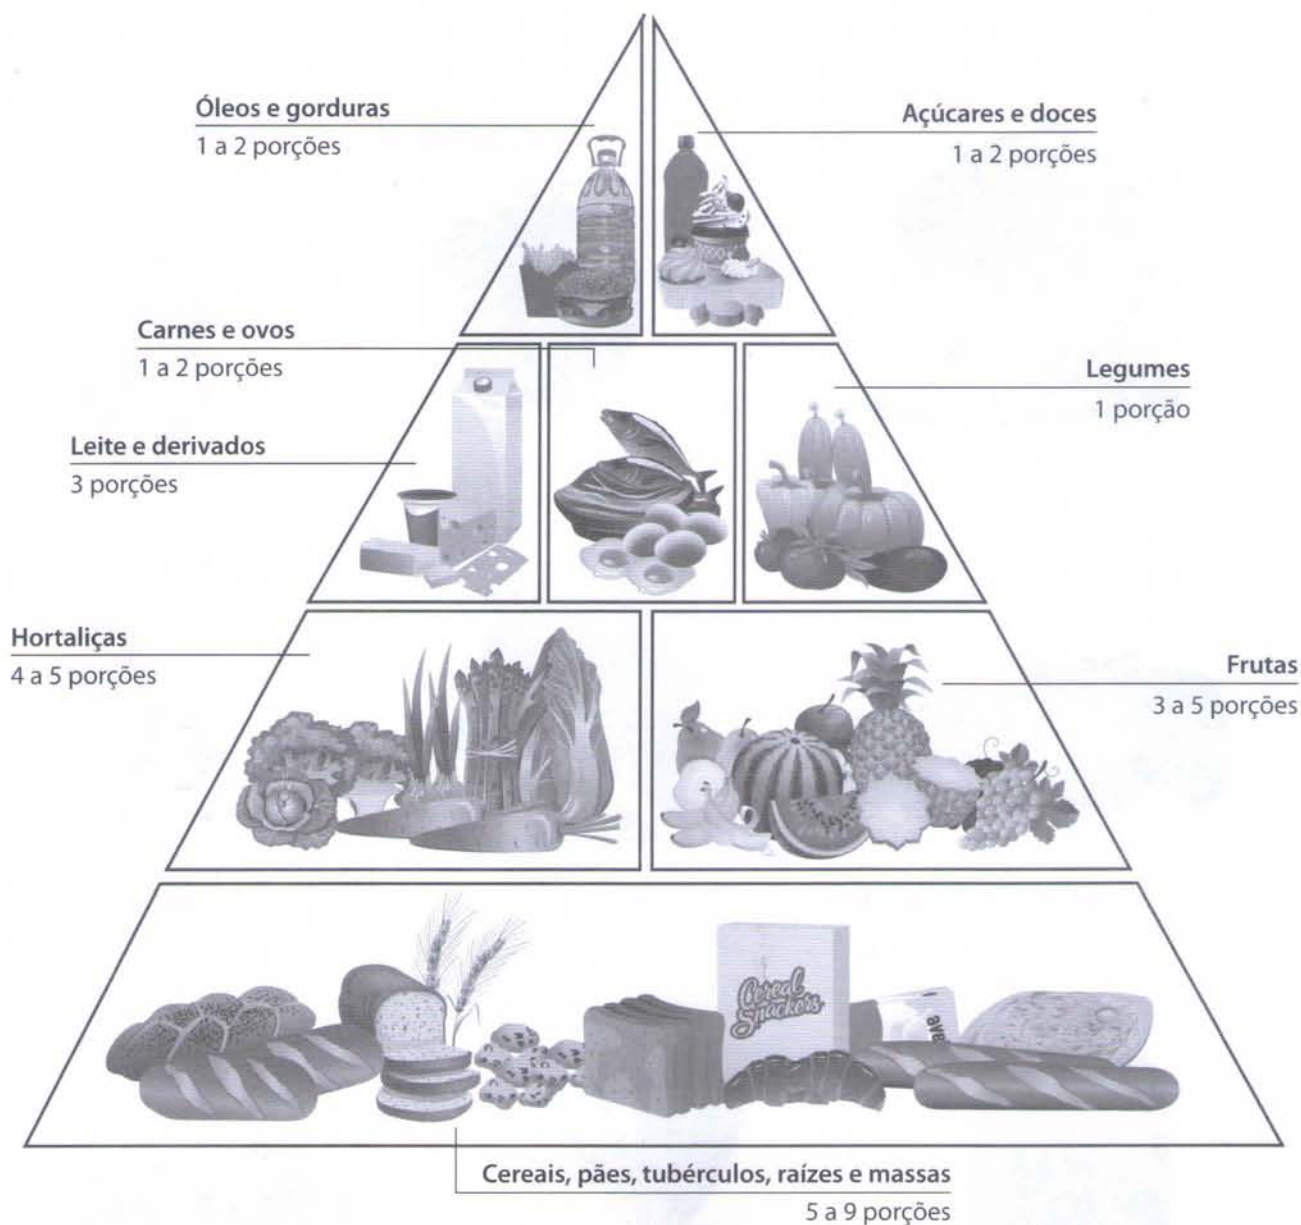 Óleos e gorduras
1 a 2 porções
Açúcares e doces
1 a 2 porções
Carnes e ovos
1 a 2 porções
Legumes
1 porção
Leite e derivados
3 porções
Hortaliças
4 a 5 porções
Frutas
3 a 5 porções
Cereal
Snackers
Cereais, pães, tubérculos, raízes e massas
5 a 9 porções